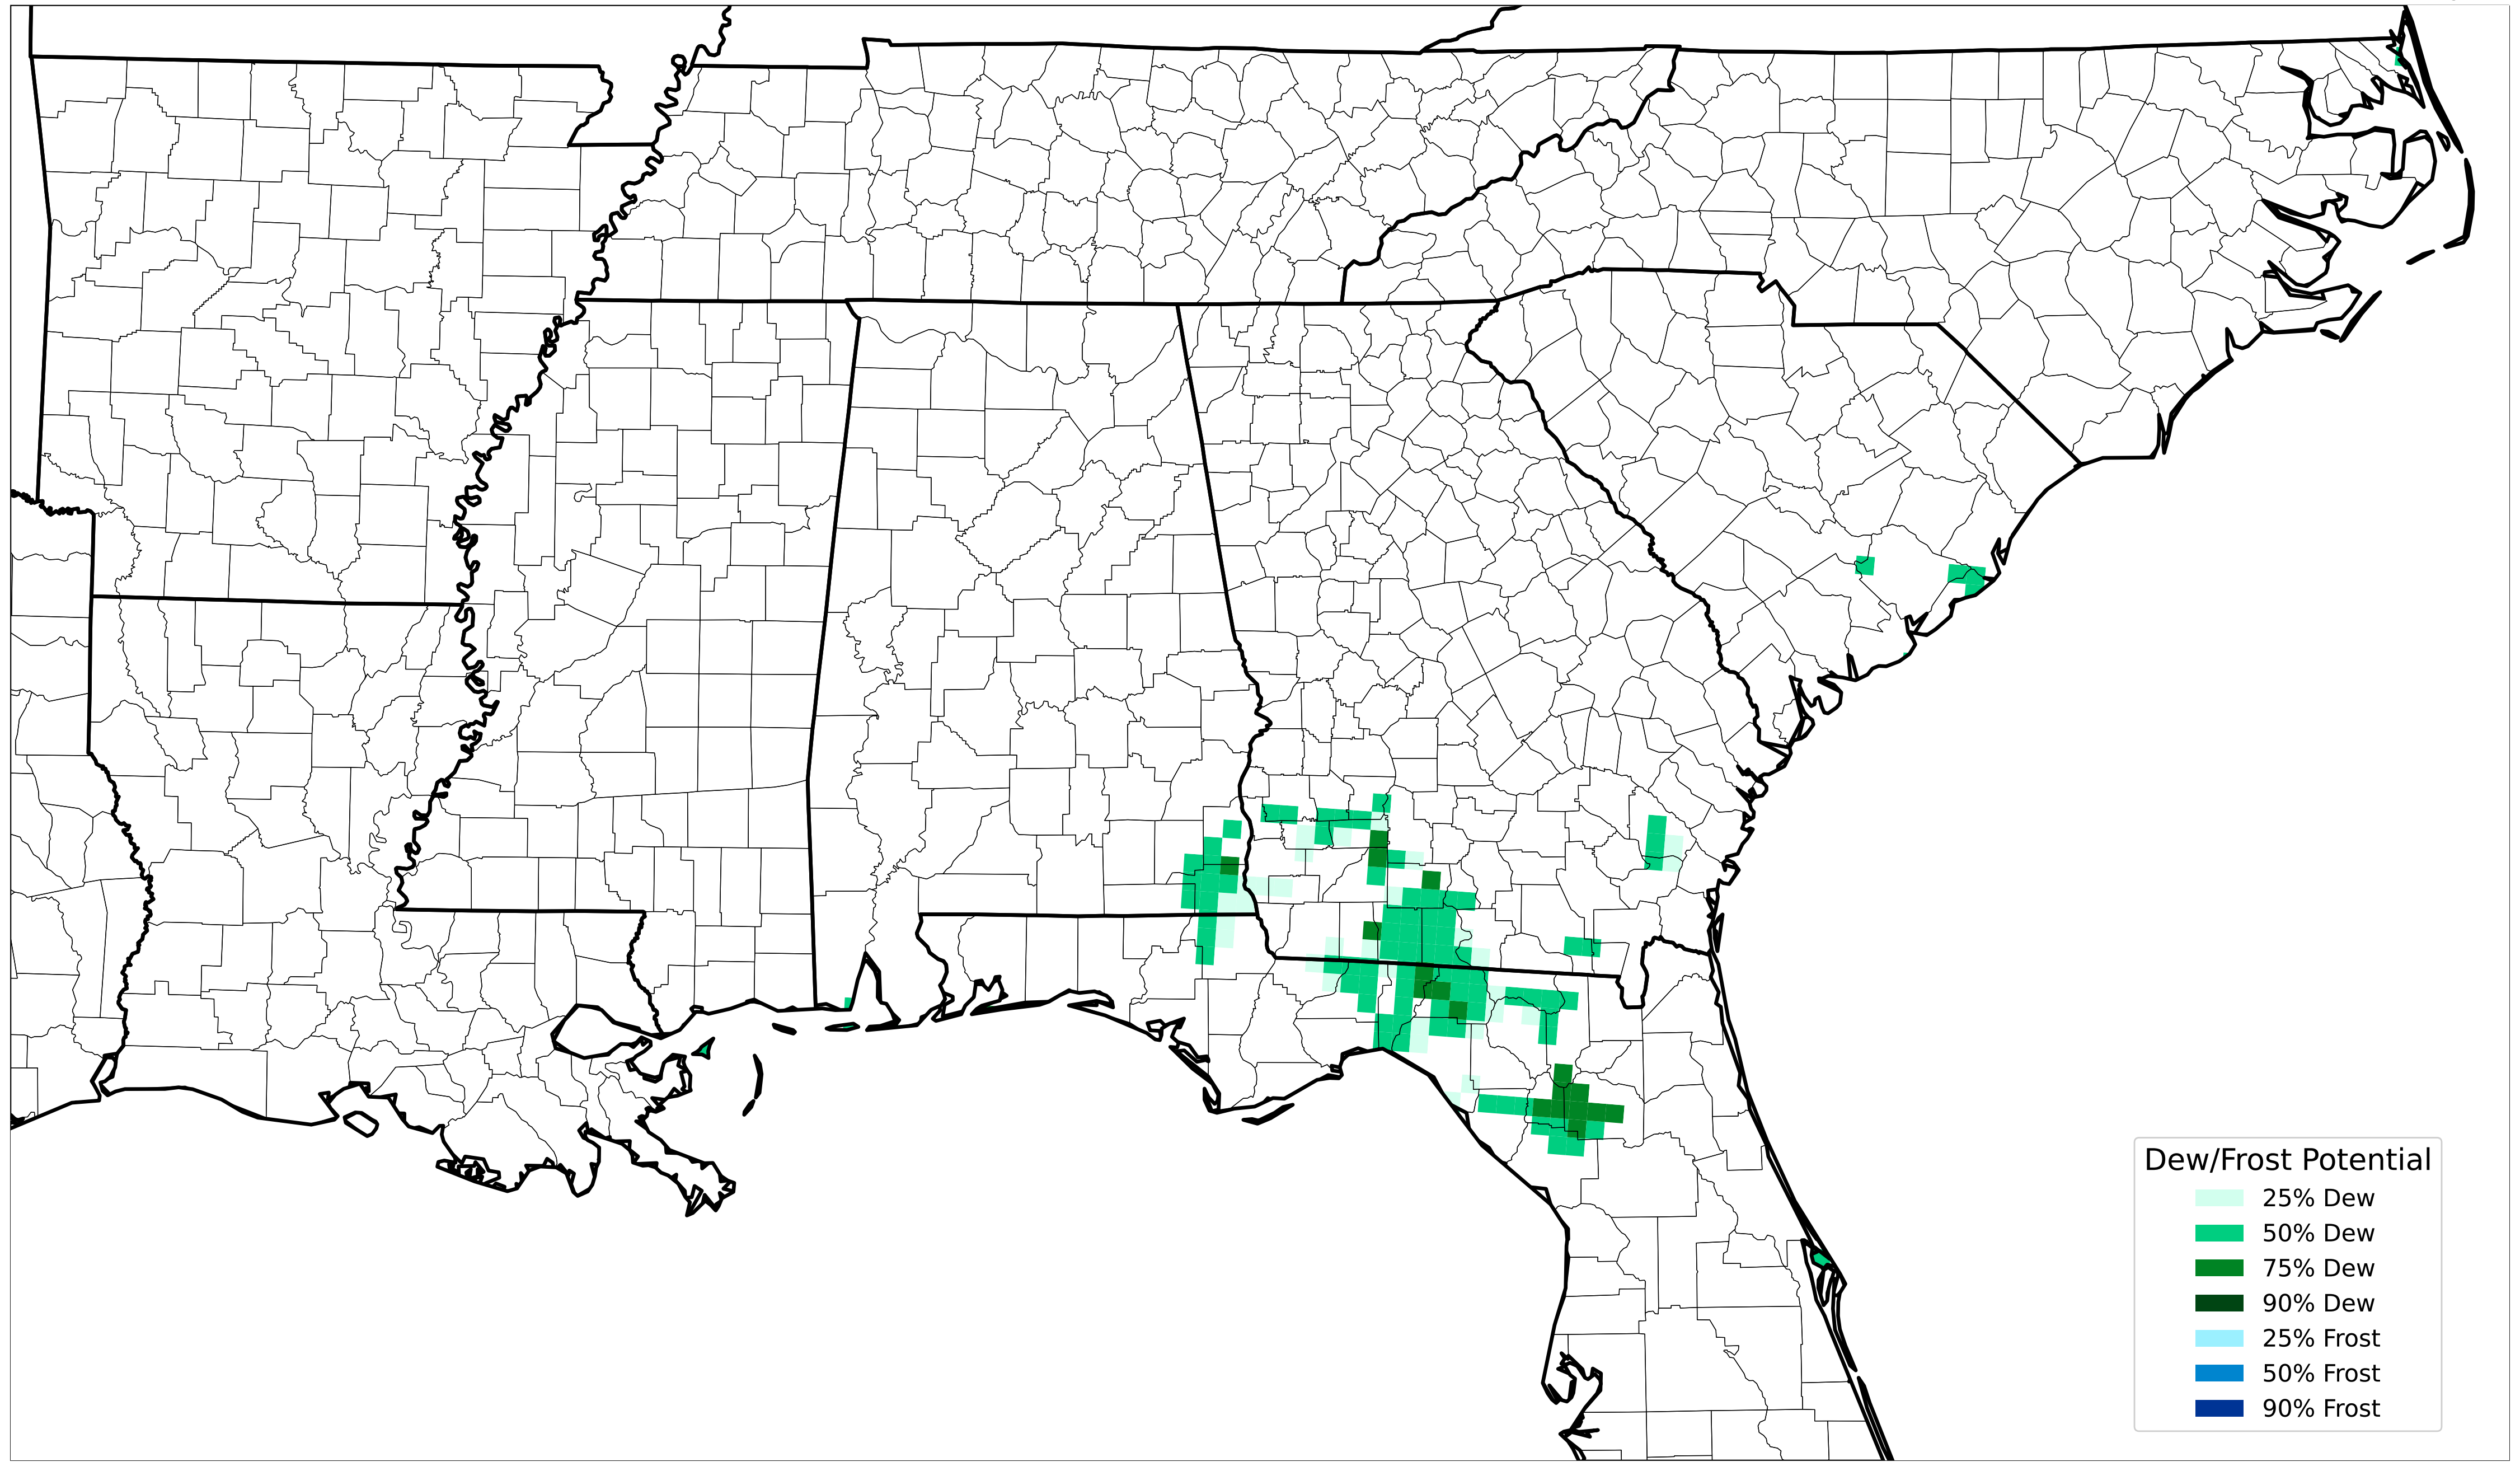 Dew/Frost Potential
25% Dew
50% Dew
75% Dew
90% Dew
25% Frost
50% Frost
90% Frost